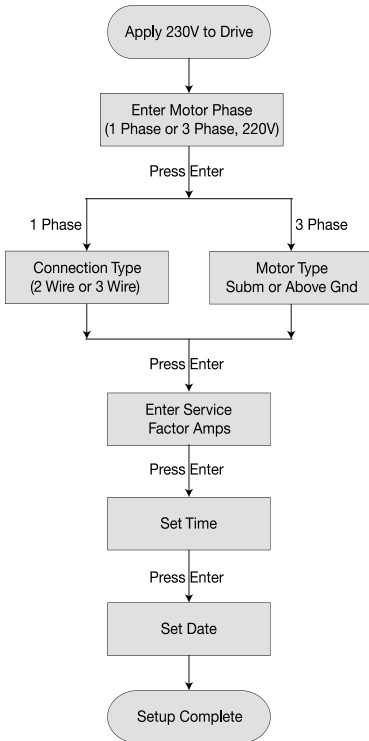 Apply 230V to Drive
Enter Motor Phase
(1 Phase or 3 Phase, 220V)
Press Enter
1 Phase
3 Phase
Connection Type
(2 Wire or 3 Wire)
Motor Type
Subm or Above Gnd
Press Enter
Enter Service
Factor Amps
Press Enter
Set Time
Press Enter
Set Date
Setup Complete